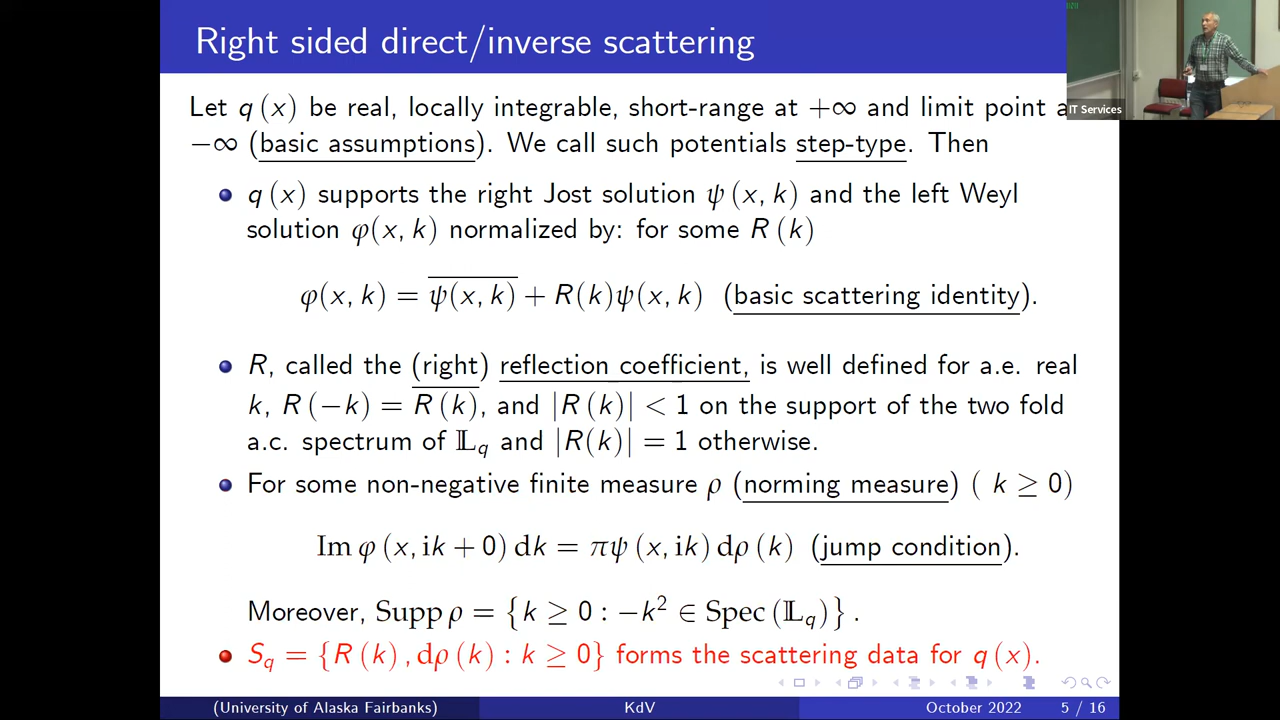 Right sided direct/inverse scattering
IT Services
Let q (x) be real, locally integrable, short-range at +∞ and limit point a
−∞ (basic assumptions). We call such potentials step-type. Then
q (x) supports the right Jost solution ψ (x, k) and the left Weyl
solution φ(x, k) normalized by: for some R (k)
φ(x, k) = \overline{ψ(x, k)} + R(k)ψ(x, k) (basic scattering identity).
R, called the (right) reflection coefficient, is well defined for a.e. real
k, R (−k) = \overline{R (k)}, and |R (k)| < 1 on the support of the two fold
a.c. spectrum of 𝕃_q and |R(k)| = 1 otherwise.
For some non-negative finite measure ρ (norming measure) ( k ≥ 0)
Im φ (x, ik + 0) dk = πψ (x, ik) dρ (k) (jump condition).
Moreover, Supp ρ = {k ≥ 0 : −k² ∈ Spec (𝕃_q)} .
S_q = {R (k) , dρ (k) : k ≥ 0} forms the scattering data for q (x).
(University of Alaska Fairbanks) KdV October 2022 5 / 16